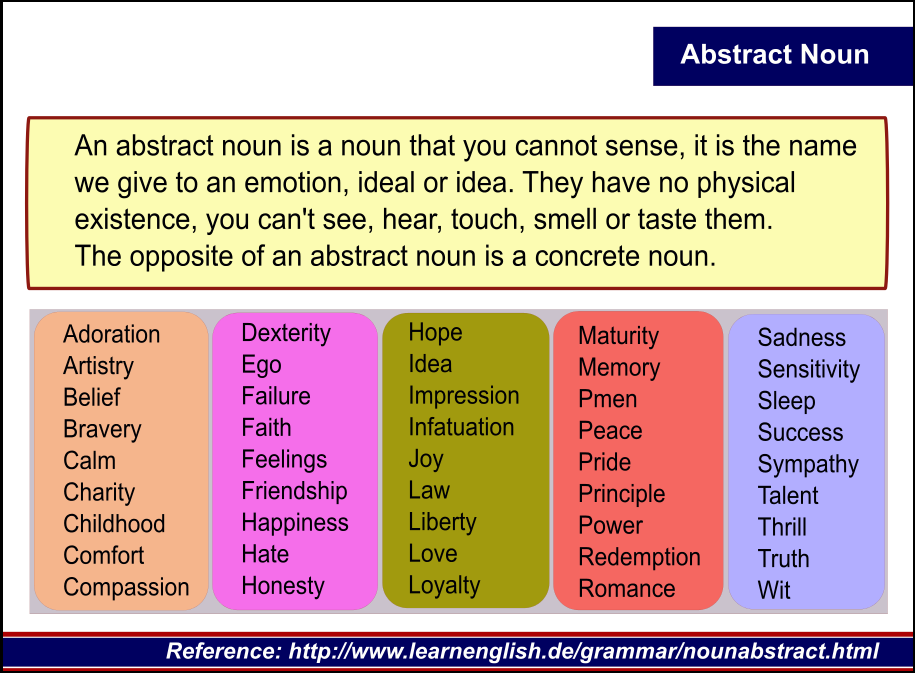 Abstract Noun
An abstract noun is a noun that you cannot sense, it is the name
we give to an emotion, ideal or idea. They have no physical
existence, you can't see, hear, touch, smell or taste them.
The opposite of an abstract noun is a concrete noun.
Adoration
Artistry
Belief
Bravery
Calm
Charity
Childhood
Comfort
Compassion
Dexterity
Ego
Failure
Faith
Feelings
Friendship
Happiness
Hate
Honesty
Hope
Idea
Impression
Infatuation
Joy
Law
Liberty
Love
Loyalty
Maturity
Memory
Pmen
Peace
Pride
Principle
Power
Redemption
Romance
Sadness
Sensitivity
Sleep
Success
Sympathy
Talent
Thrill
Truth
Wit
Reference: http://www.learnenglish.de/grammar/nounabstract.html